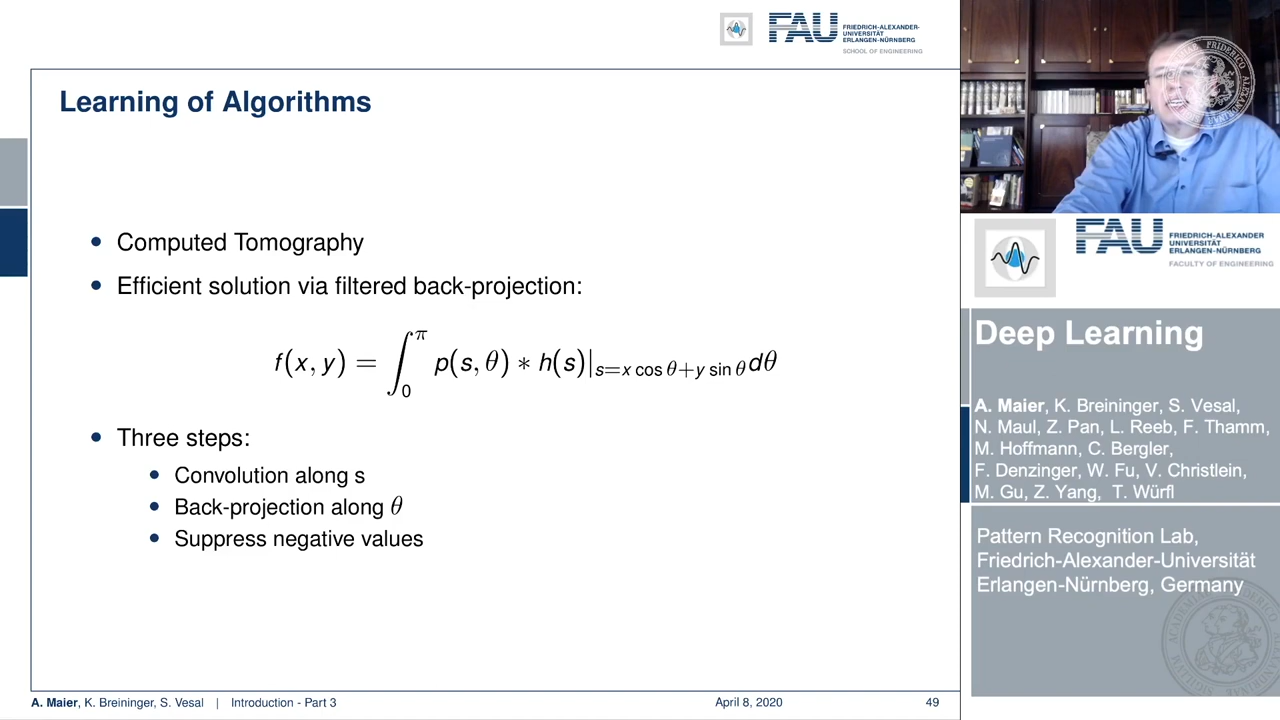 FAU
FRIEDRICH-ALEXANDER-
UNIVERSITÄT
ERLANGEN-NÜRNBERG
SCHOOL OF ENGINEERING
Learning of Algorithms
• Computed Tomography
• Efficient solution via filtered back-projection:
f(x, y) = ∫₀^π p(s, θ) ∗ h(s)|_{s=x cos θ+y sin θ} dθ
• Three steps:
• Convolution along s
• Back-projection along θ
• Suppress negative values
A. Maier, K. Breininger, S. Vesal | Introduction - Part 3 April 8, 2020 49
FAU
FRIEDRICH-ALEXANDER
UNIVERSITÄT
ERLANGEN-NÜRNBERG
FACULTY OF ENGINEERING
Deep Learning
A. Maier, K. Breininger, S. Vesal,
N. Maul, Z. Pan, L. Reeb, F. Thamm,
M. Hoffmann, C. Bergler,
F. Denzinger, W. Fu, V. Christlein,
M. Gu, Z. Yang, T. Würfl
Pattern Recognition Lab,
Friedrich-Alexander-Universität
Erlangen-Nürnberg, Germany